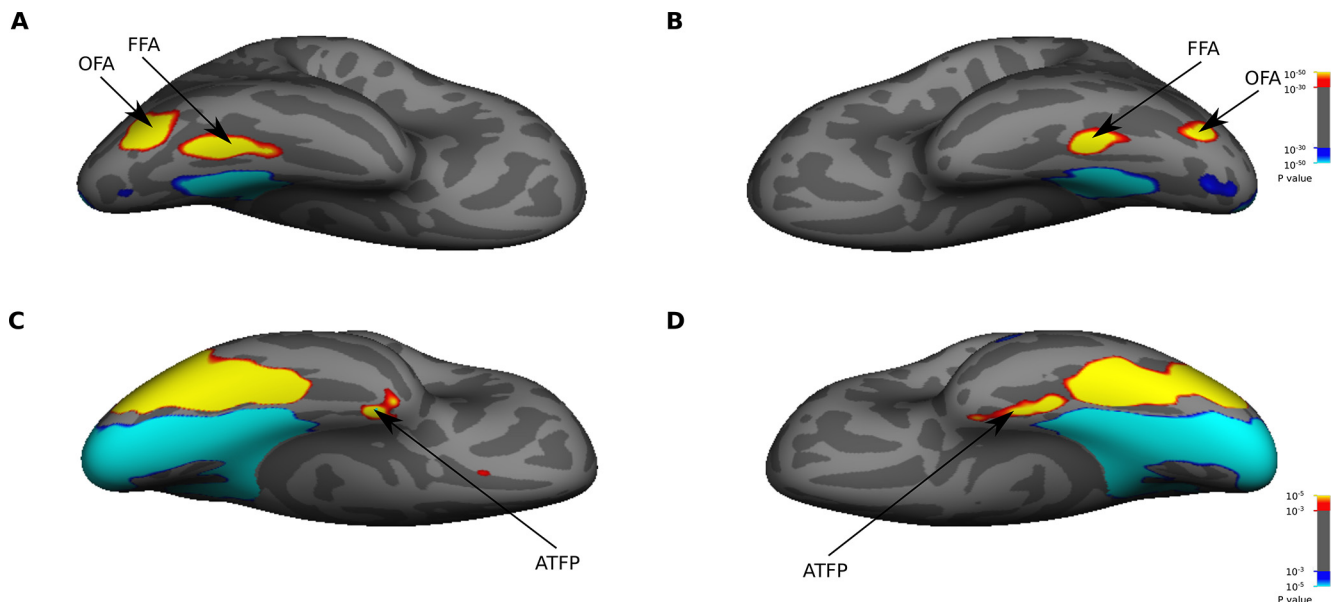 A
B
FFA
OFA
FFA
OFA
10-50
10-30
10-30
10-50
P value
C
D
ATFP
ATFP
10-5
10-3
10-3
10-5
P value